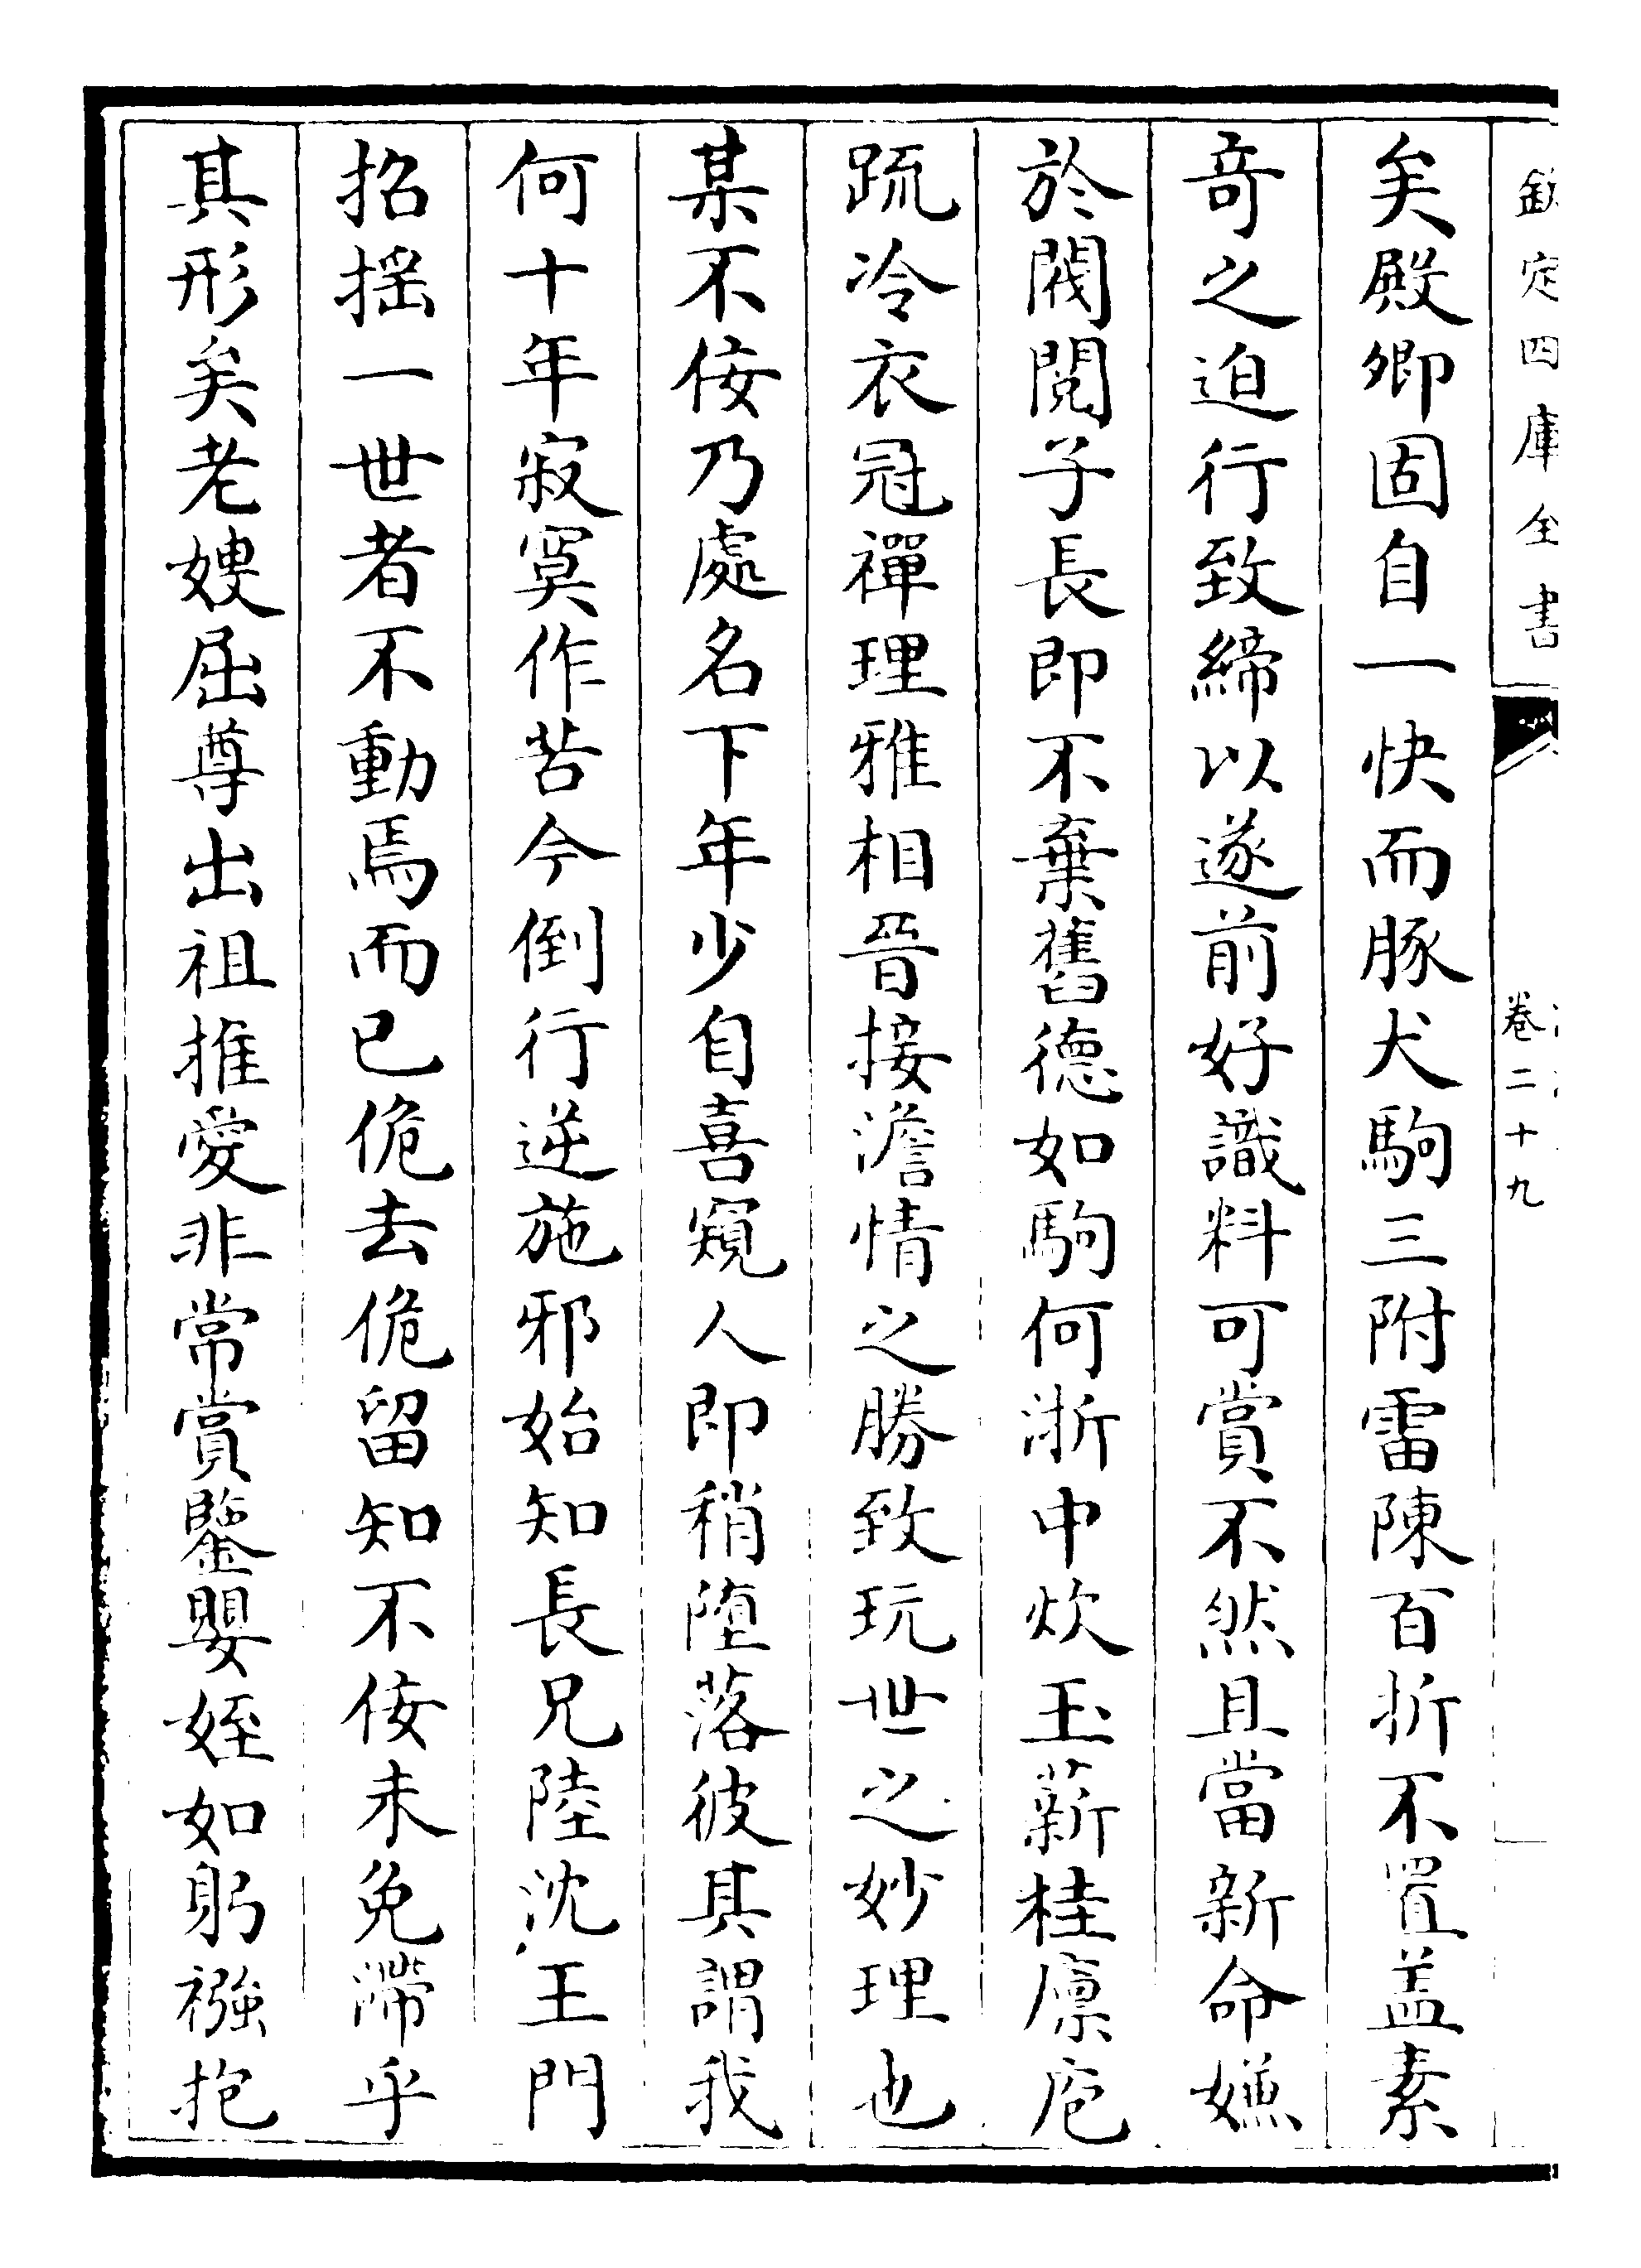 欽定四庫全書
卷二十九
矣殿卿固自一快而豚犬駒三附雷陳百折不置盖素
奇之迫行致締以遂前好識料可賞不然且當新命嫌
於閥閱子長即不棄舊德如駒何浙中炊玉薪桂廪庖
疏冷衣冠禪理雅相晉接澹情之勝致玩世之妙理也
某不佞乃處名下年少自喜窺人即稍墮落彼其謂我
何十年寂寞作苦今倒行逆施邪始知長兄陸沈王門
招摇一世者不動焉而已佹去佹留知不佞未免滯乎
其形矣老嫂屈尊出祖推愛非常賞鑒嬰姪如躬襁抱